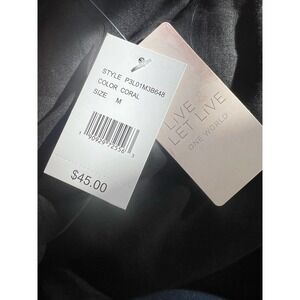 STYLE P3L01M3B648
COLOR CORAL
SIZE M
$45.00
LIVE
LET LIVE
ONE WORLD